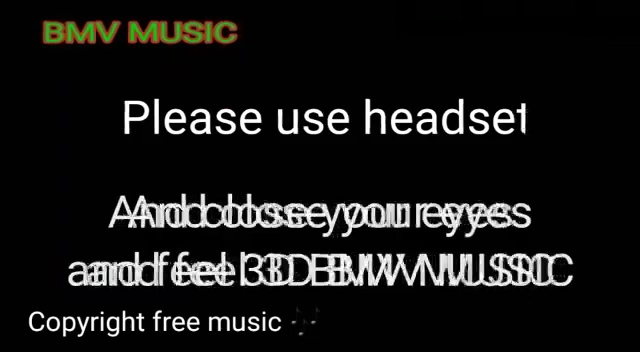 BMV MUSIC
Please use headset
And close your eyes
and feel 3D BMV MUSIC
Copyright free music 🎶